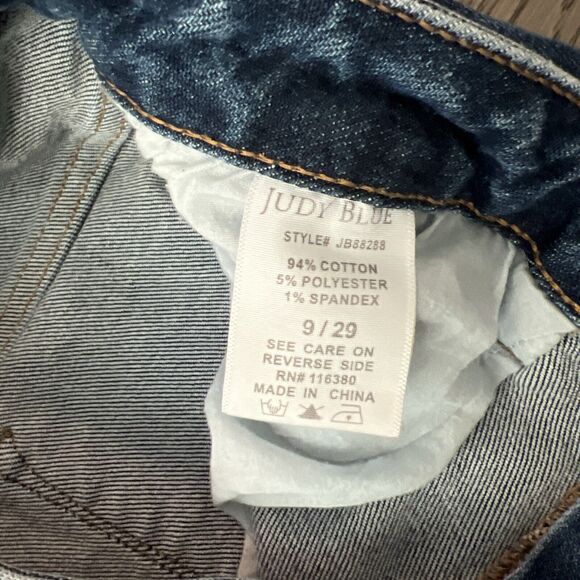 JUDY BLUE
STYLE# JB88288
94% COTTON
5% POLYESTER
1% SPANDEX
9 / 29
SEE CARE ON
REVERSE SIDE
RN# 116380
MADE IN CHINA